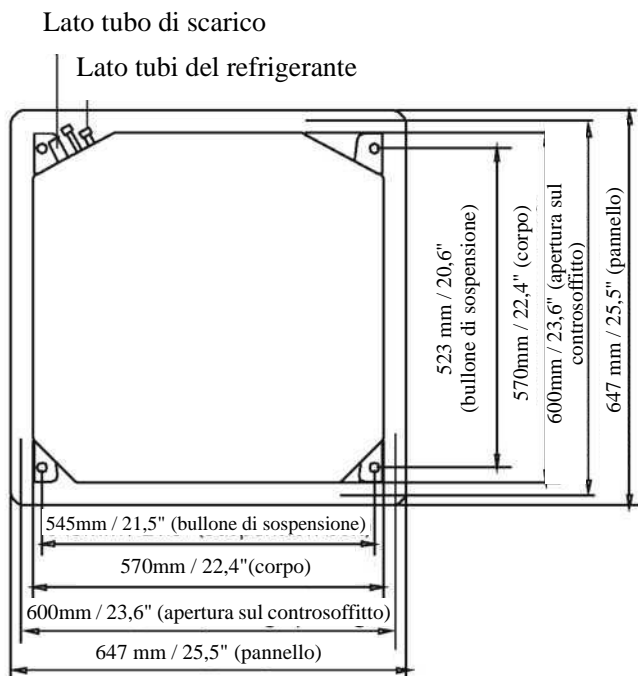 Lato tubo di scarico
Lato tubi del refrigerante
523 mm / 20,6"
(bullone di sospensione)
570mm / 22,4" (corpo)
600mm / 23,6" (apertura sul
controsoffitto)
647 mm / 25,5" (pannello)
545mm / 21,5" (bullone di sospensione)
570mm / 22,4"(corpo)
600mm / 23,6" (apertura sul controsoffitto)
647 mm / 25,5" (pannello)